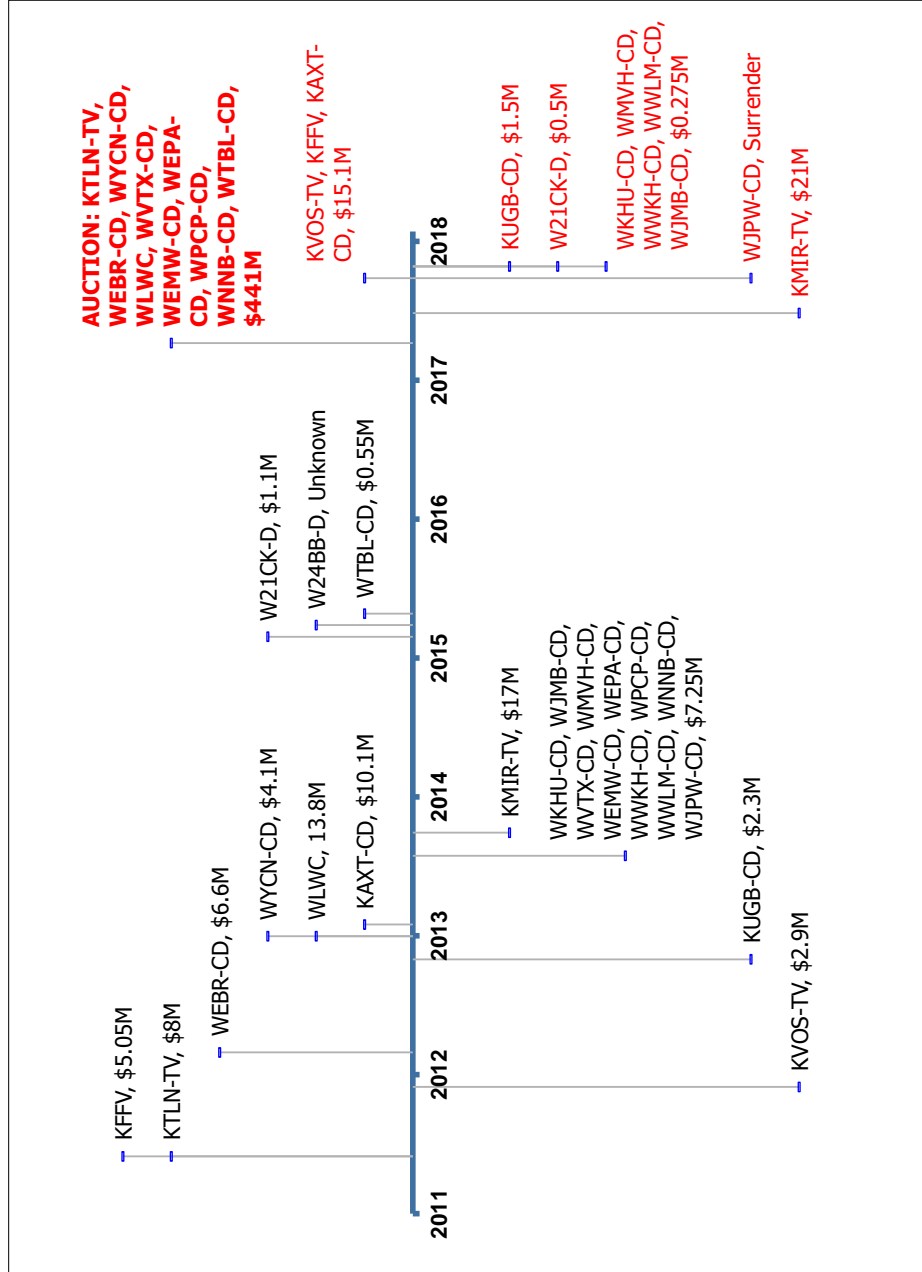 KFFV, $5.05M
KTLN-TV, $8M
WEBR-CD, $6.6M
WYCN-CD, $4.1M
WLWC, 13.8M
KAXT-CD, $10.1M
W21CK-D, $1.1M
W24BB-D, Unknown
WTBL-CD, $0.55M
AUCTION: KTLN-TV,
WEBR-CD, WYCN-CD,
WLWC, WVTX-CD,
WEMW-CD, WEPA-
CD, WPCP-CD,
WNNB-CD, WTBL-CD,
$441M
KVOS-TV, KFFV, KAXT-
CD, $15.1M
2011
2012
2013
2014
2015
2016
2017
2018
KVOS-TV, $2.9M
KUGB-CD, $2.3M
WKHU-CD, WJMB-CD,
WVTX-CD, WMVH-CD,
WEMW-CD, WEPA-CD,
WWKH-CD, WPCP-CD,
WWLM-CD, WNNB-CD,
WJPW-CD, $7.25M
KMIR-TV, $17M
KUGB-CD, $1.5M
W21CK-D, $0.5M
WKHU-CD, WMVH-CD,
WWKH-CD, WWLM-CD,
WJMB-CD, $0.275M
WJPW-CD, Surrender
KMIR-TV, $21M